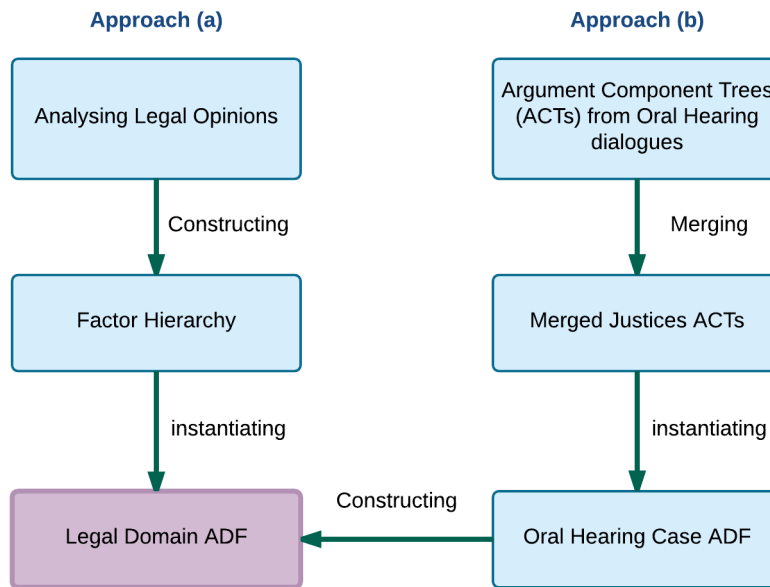 Approach (a)
Approach (b)
Analysing Legal Opinions
Argument Component Trees
(ACTs) from Oral Hearing
dialogues
Constructing
Merging
Factor Hierarchy
Merged Justices ACTs
instantiating
instantiating
Constructing
Legal Domain ADF
Oral Hearing Case ADF